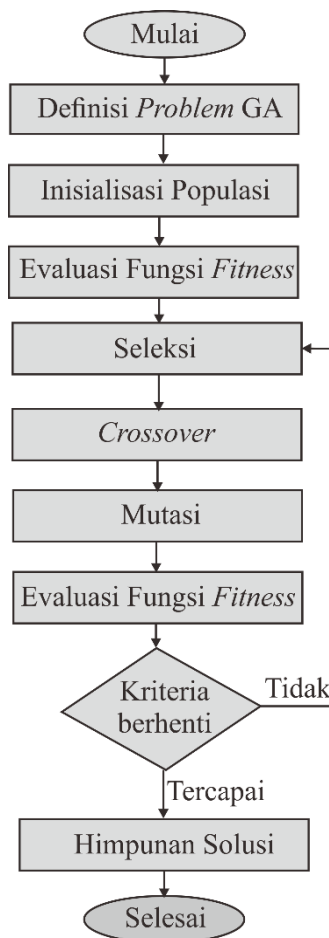 Mulai
Definisi Problem GA
Inisialisasi Populasi
Evaluasi Fungsi Fitness
Seleksi
Crossover
Mutasi
Evaluasi Fungsi Fitness
Kriteria
berhenti
Tidak
Tercapai
Himpunan Solusi
Selesai